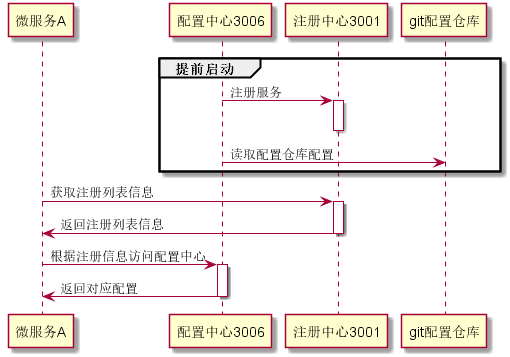 微服务A
配置中心3006
注册中心3001
git配置仓库
提前启动
注册服务
读取配置仓库配置
获取注册列表信息
返回注册列表信息
根据注册信息访问配置中心
返回对应配置
微服务A
配置中心3006
注册中心3001
git配置仓库